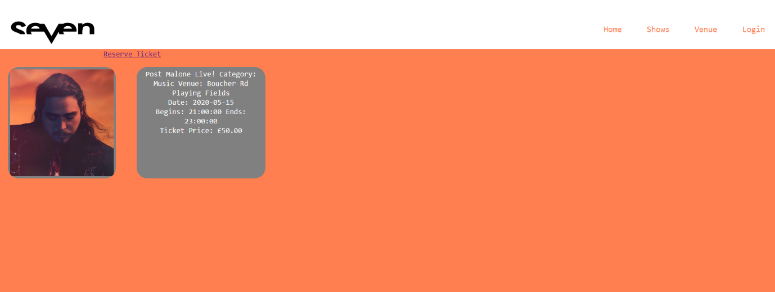 seven
Home Shows Venue Login
Reserve Ticket
Post Malone Live! Category:
Music Venue: Boucher Rd
Playing Fields
Date: 2020-05-15
Begins: 21:00:00 Ends:
23:00:00
Ticket Price: £50.00